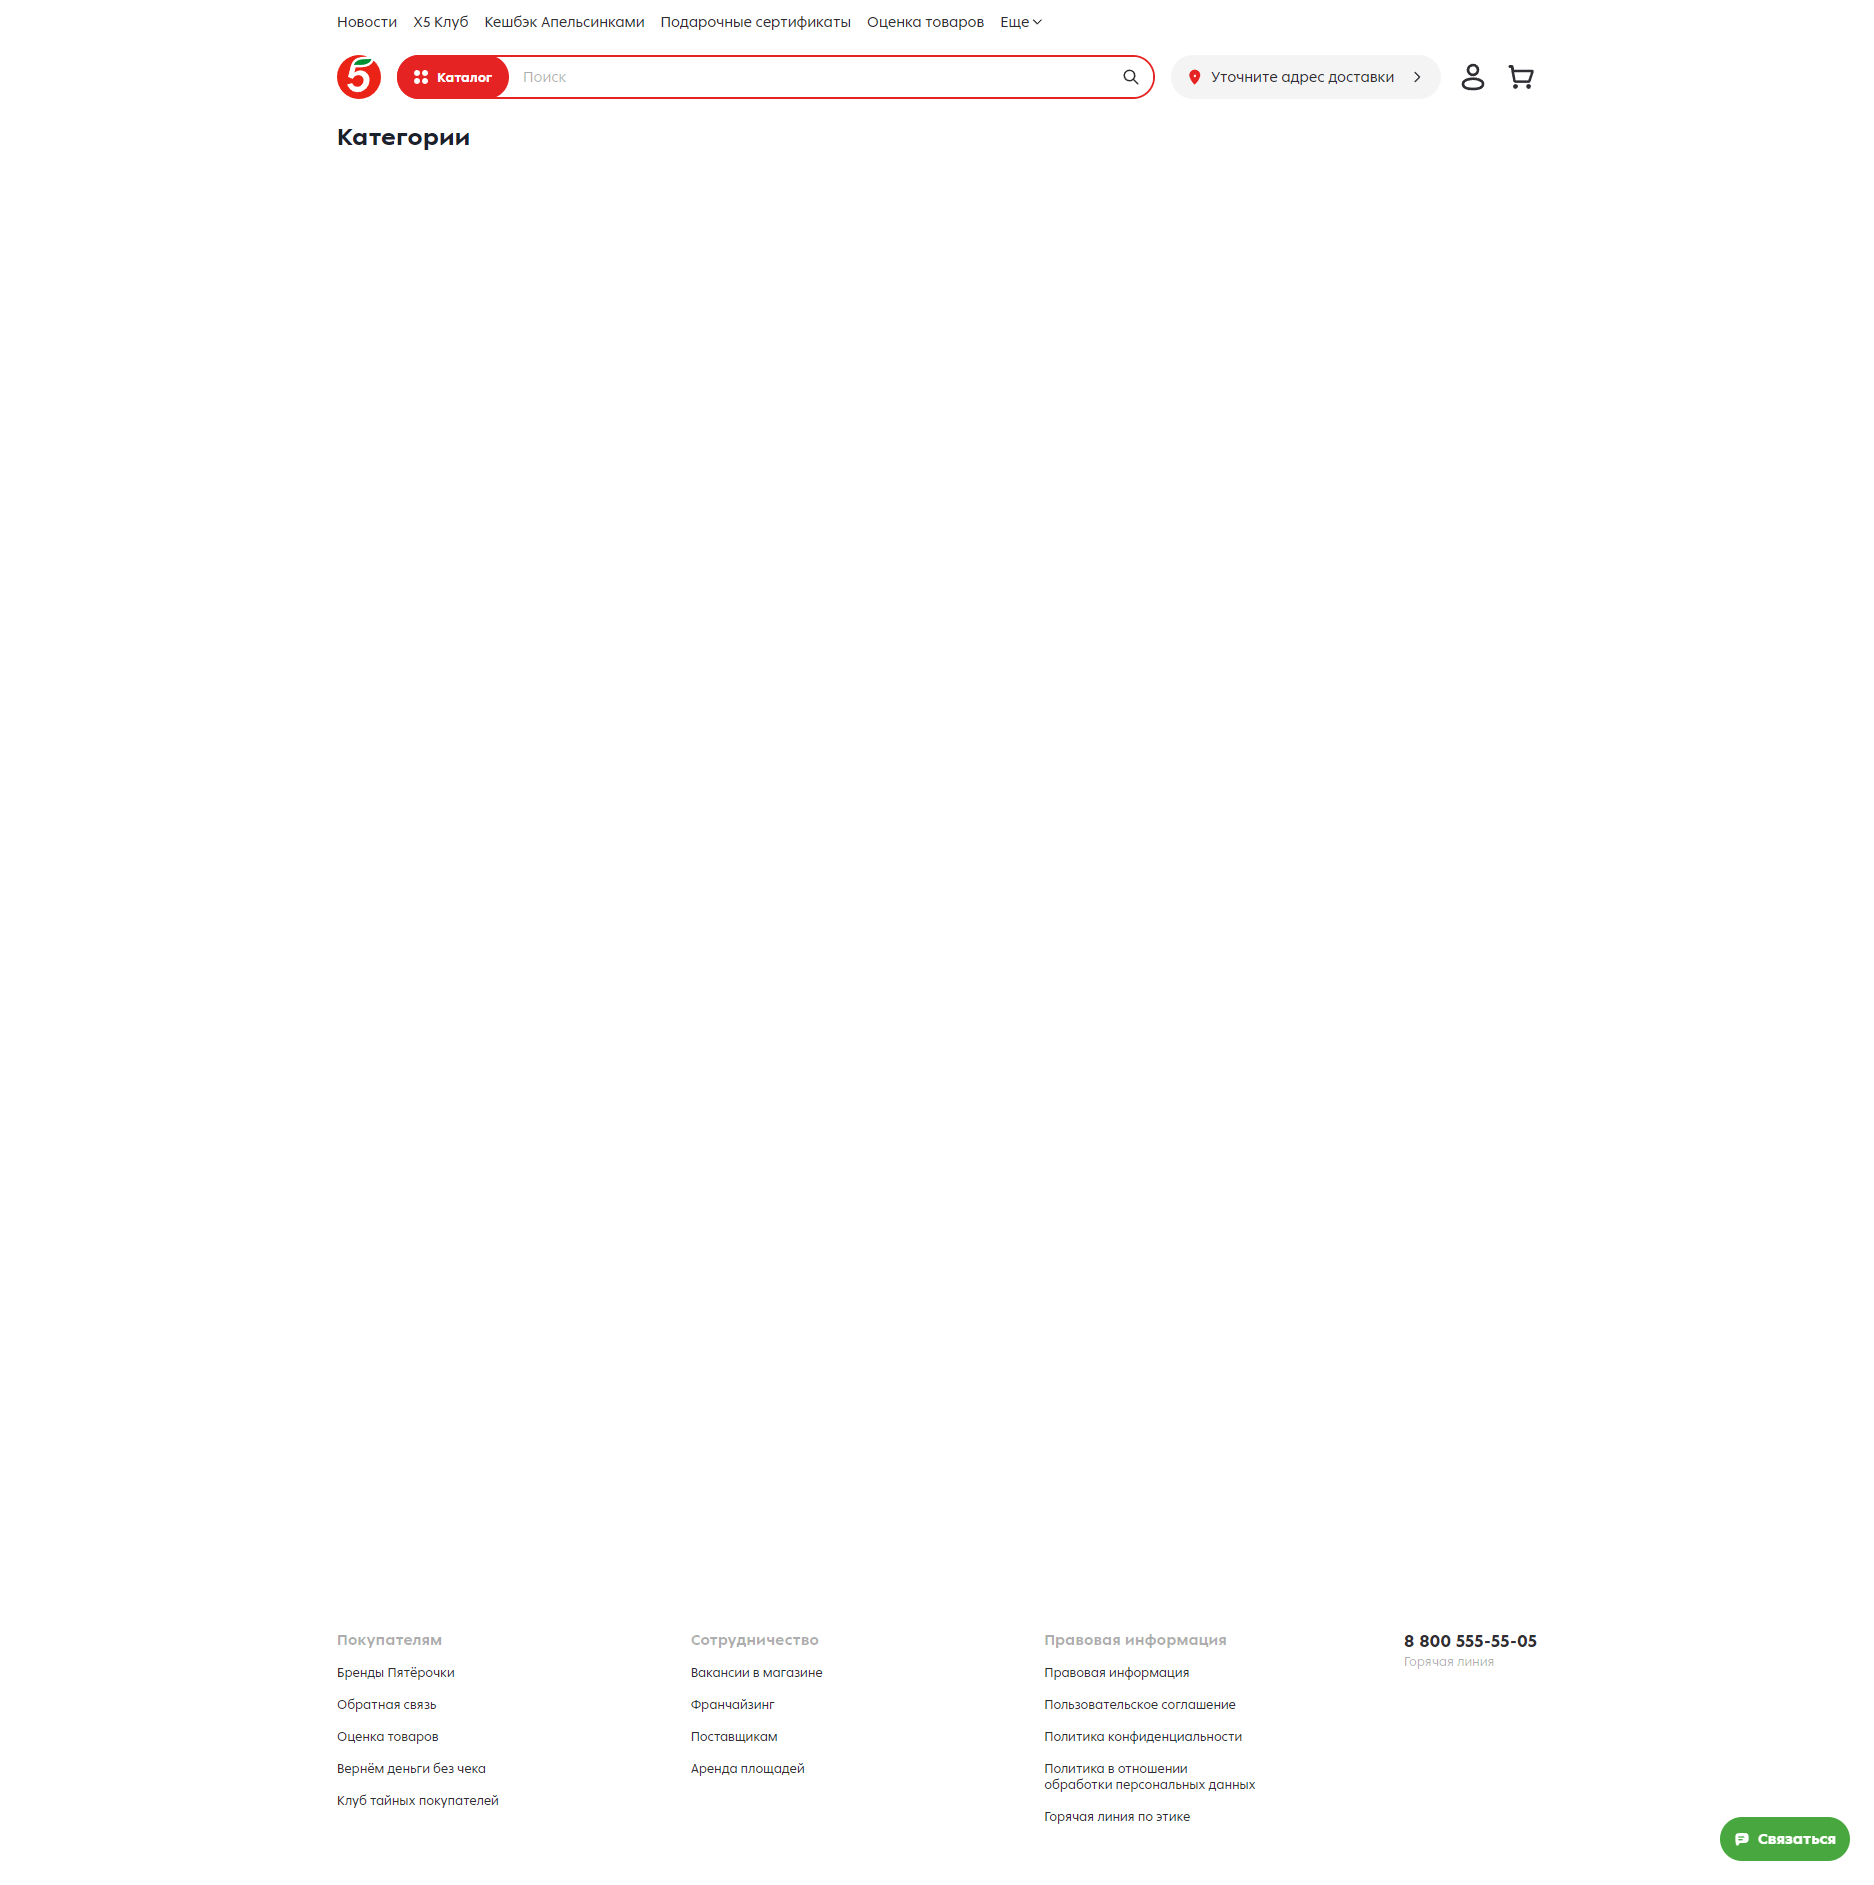 Новости Х5 Клуб Кешбэк Апельсинками Подарочные сертификаты Оценка товаров Еще
5 Каталог Поиск Уточните адрес доставки
Категории
Покупателям
Бренды Пятёрочки
Обратная связь
Оценка товаров
Вернём деньги без чека
Клуб тайных покупателей
Сотрудничество
Вакансии в магазине
Франчайзинг
Поставщикам
Аренда площадей
Правовая информация
Правовая информация
Пользовательское соглашение
Политика конфиденциальности
Политика в отношении
обработки персональных данных
Горячая линия по этике
8 800 555-55-05
Горячая линия
Связаться